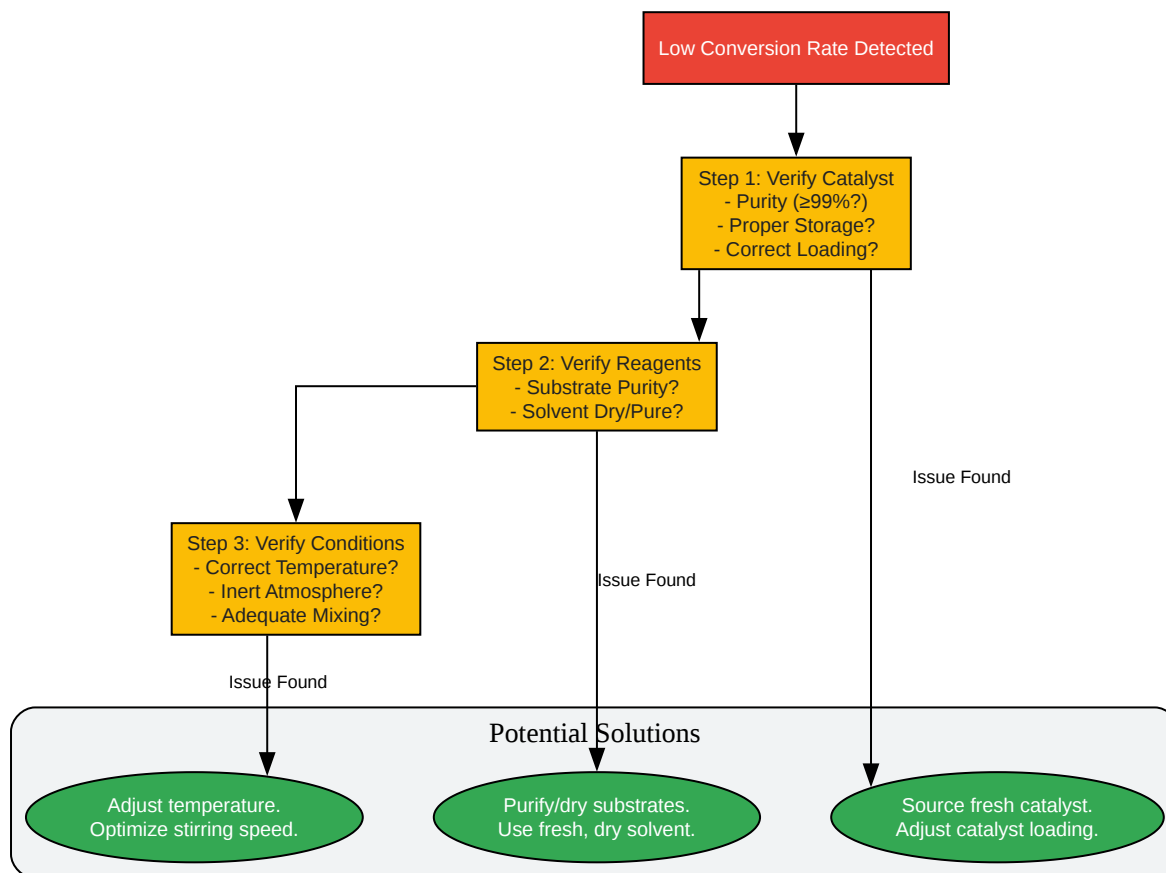 Low Conversion Rate Detected
Step 1: Verify Catalyst
- Purity (≥99%?)
- Proper Storage?
- Correct Loading?
Step 2: Verify Reagents
- Substrate Purity?
- Solvent Dry/Pure?
Issue Found
Step 3: Verify Conditions
- Correct Temperature?
- Inert Atmosphere?
- Adequate Mixing?
Issue Found
Issue Found
Potential Solutions
Adjust temperature.
Optimize stirring speed.
Purify/dry substrates.
Use fresh, dry solvent.
Source fresh catalyst.
Adjust catalyst loading.